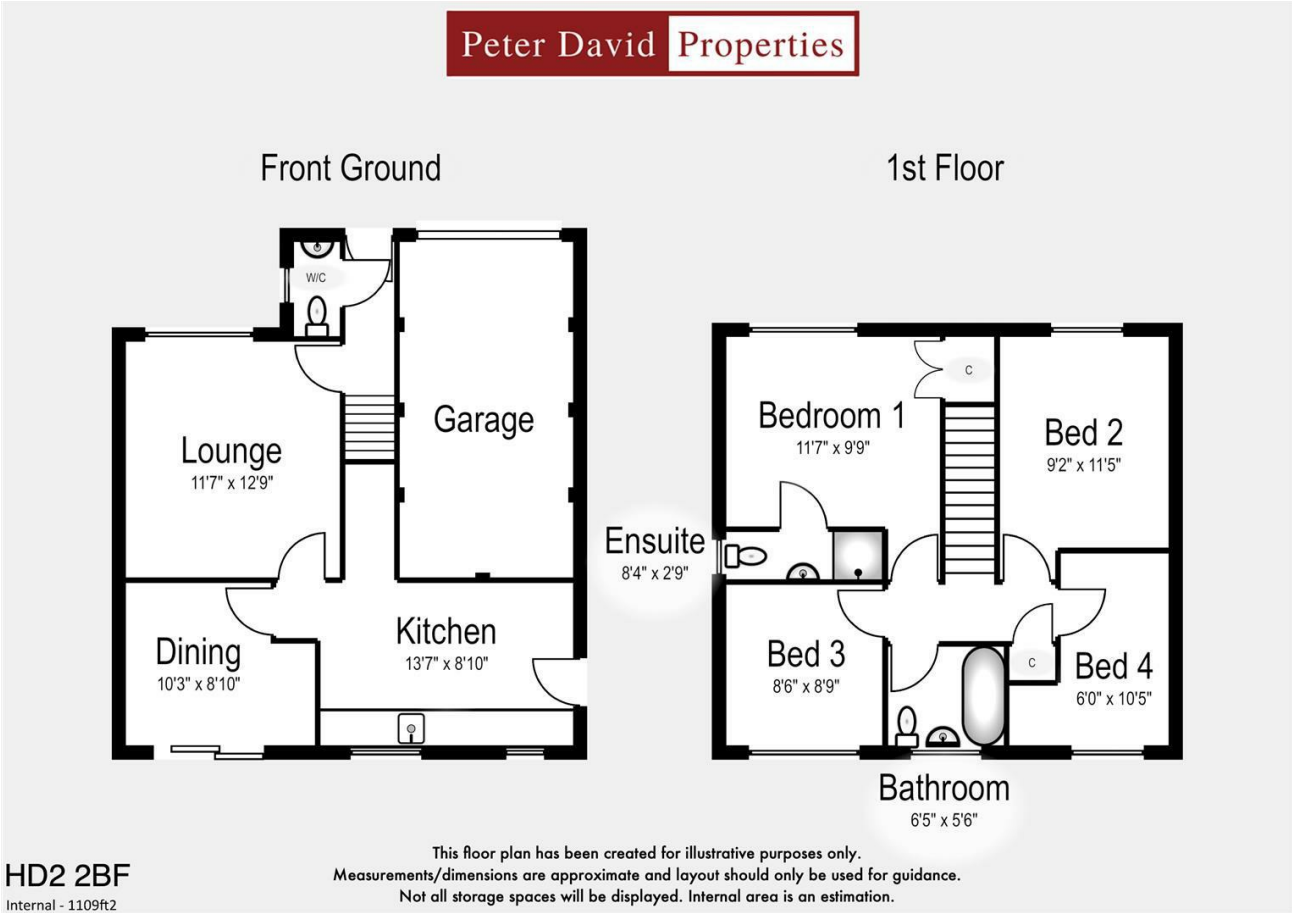 Peter David Properties
Front Ground
1st Floor
W/C
Garage
Lounge
11'7" x 12'9"
Dining
10'3" x 8'10"
Kitchen
13'7" x 8'10"
C
Bedroom 1
11'7" x 9'9"
Bed 2
9'2" x 11'5"
Ensuite
8'4" x 2'9"
Bed 3
8'6" x 8'9"
C
Bed 4
6'0" x 10'5"
Bathroom
6'5" x 5'6"
This floor plan has been created for illustrative purposes only.
Measurements/dimensions are approximate and layout should only be used for guidance.
Not all storage spaces will be displayed. Internal area is an estimation.
HD2 2BF
Internal - 1109ft2